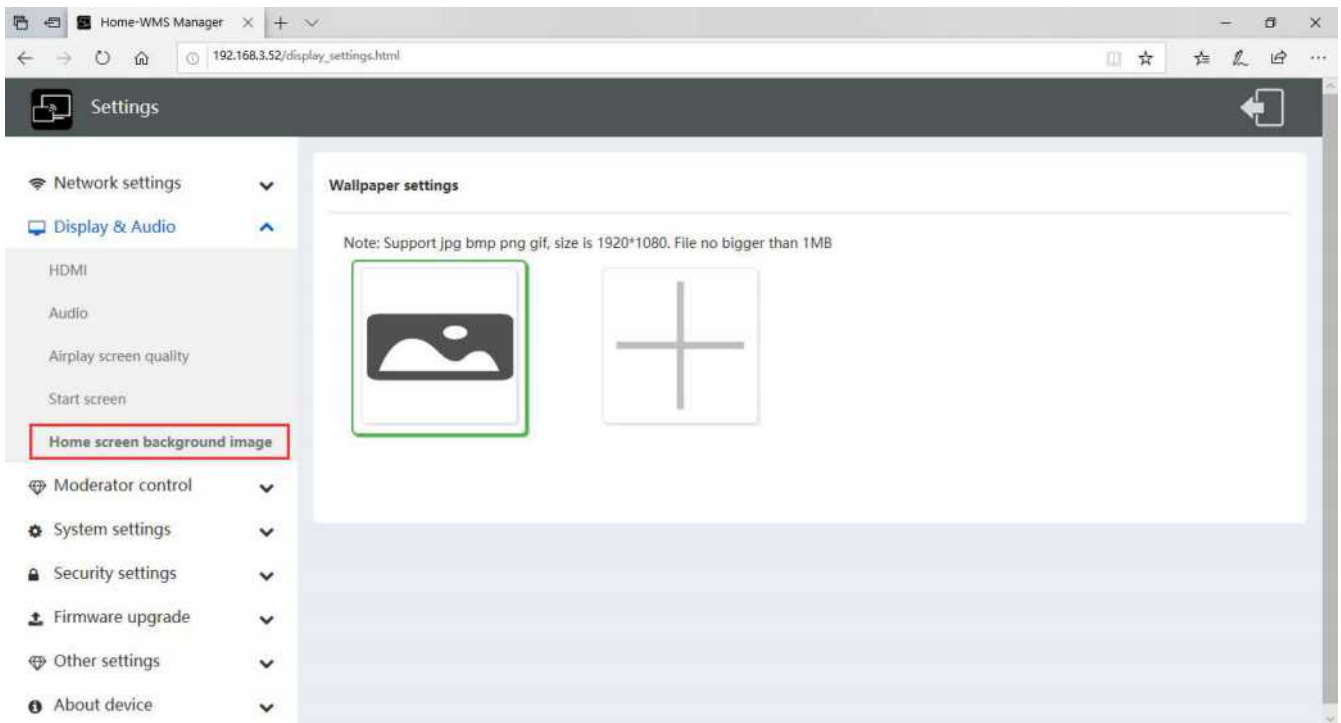 Home-WMS Manager
192.168.3.52/display_settings.html
Settings
Network settings
Display & Audio
HDMI
Audio
Airplay screen quality
Start screen
Home screen background image
Moderator control
System settings
Security settings
Firmware upgrade
Other settings
About device
Wallpaper settings
Note: Support jpg bmp png gif, size is 1920*1080. File no bigger than 1MB